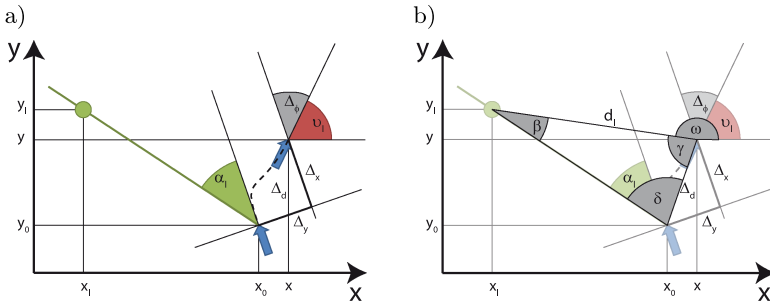 a)
y
y_l
y
y_0
α_l
Δ_ϕ
υ_l
Δ_d
Δ_x
Δ_y
x_l
x_0
x
x
b)
y
y_l
y
y_0
β
d_l
Δ_ϕ
ω
υ_l
γ
α_l
δ
Δ_d
Δ_x
Δ_y
x_l
x_0
x
x